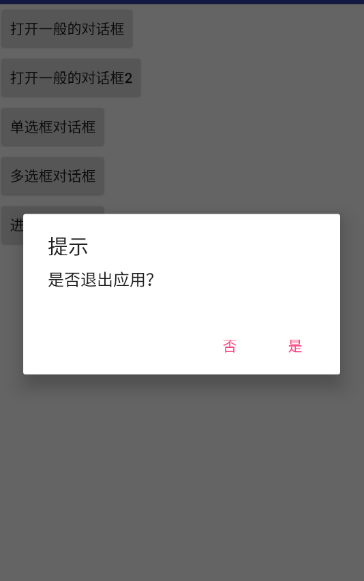 打开一般的对话框
打开一般的对话框2
单选框对话框
多选框对话框
进
提示
是否退出应用？
否
是